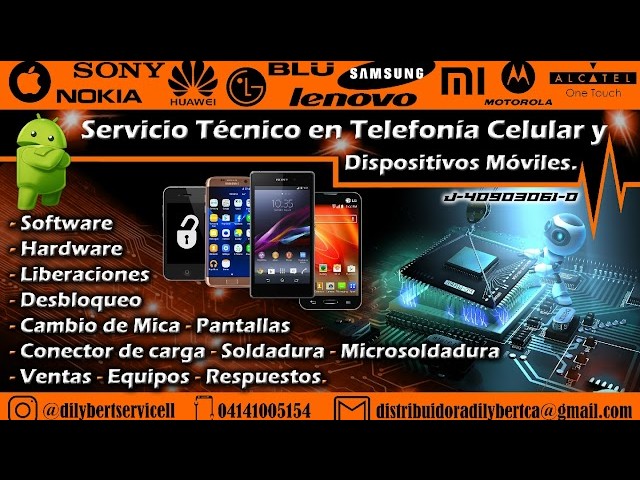 SONY
NOKIA
HUAWEI
LG
BLU
SAMSUNG
lenovo
MI
MOTOROLA
ALCATEL
One Touch
Servicio Técnico en Telefonía Celular y
Dispositivos Móviles.
J-40903061-0
- Software
- Hardware
- Liberaciones
- Desbloqueo
- Cambio de Mica - Pantallas
- Conector de carga - Soldadura - Microsoldadura
- Ventas - Equipos - Respuestos.
@dilybertservicell
04141005154
distribuidoradilybertca@gmail.com